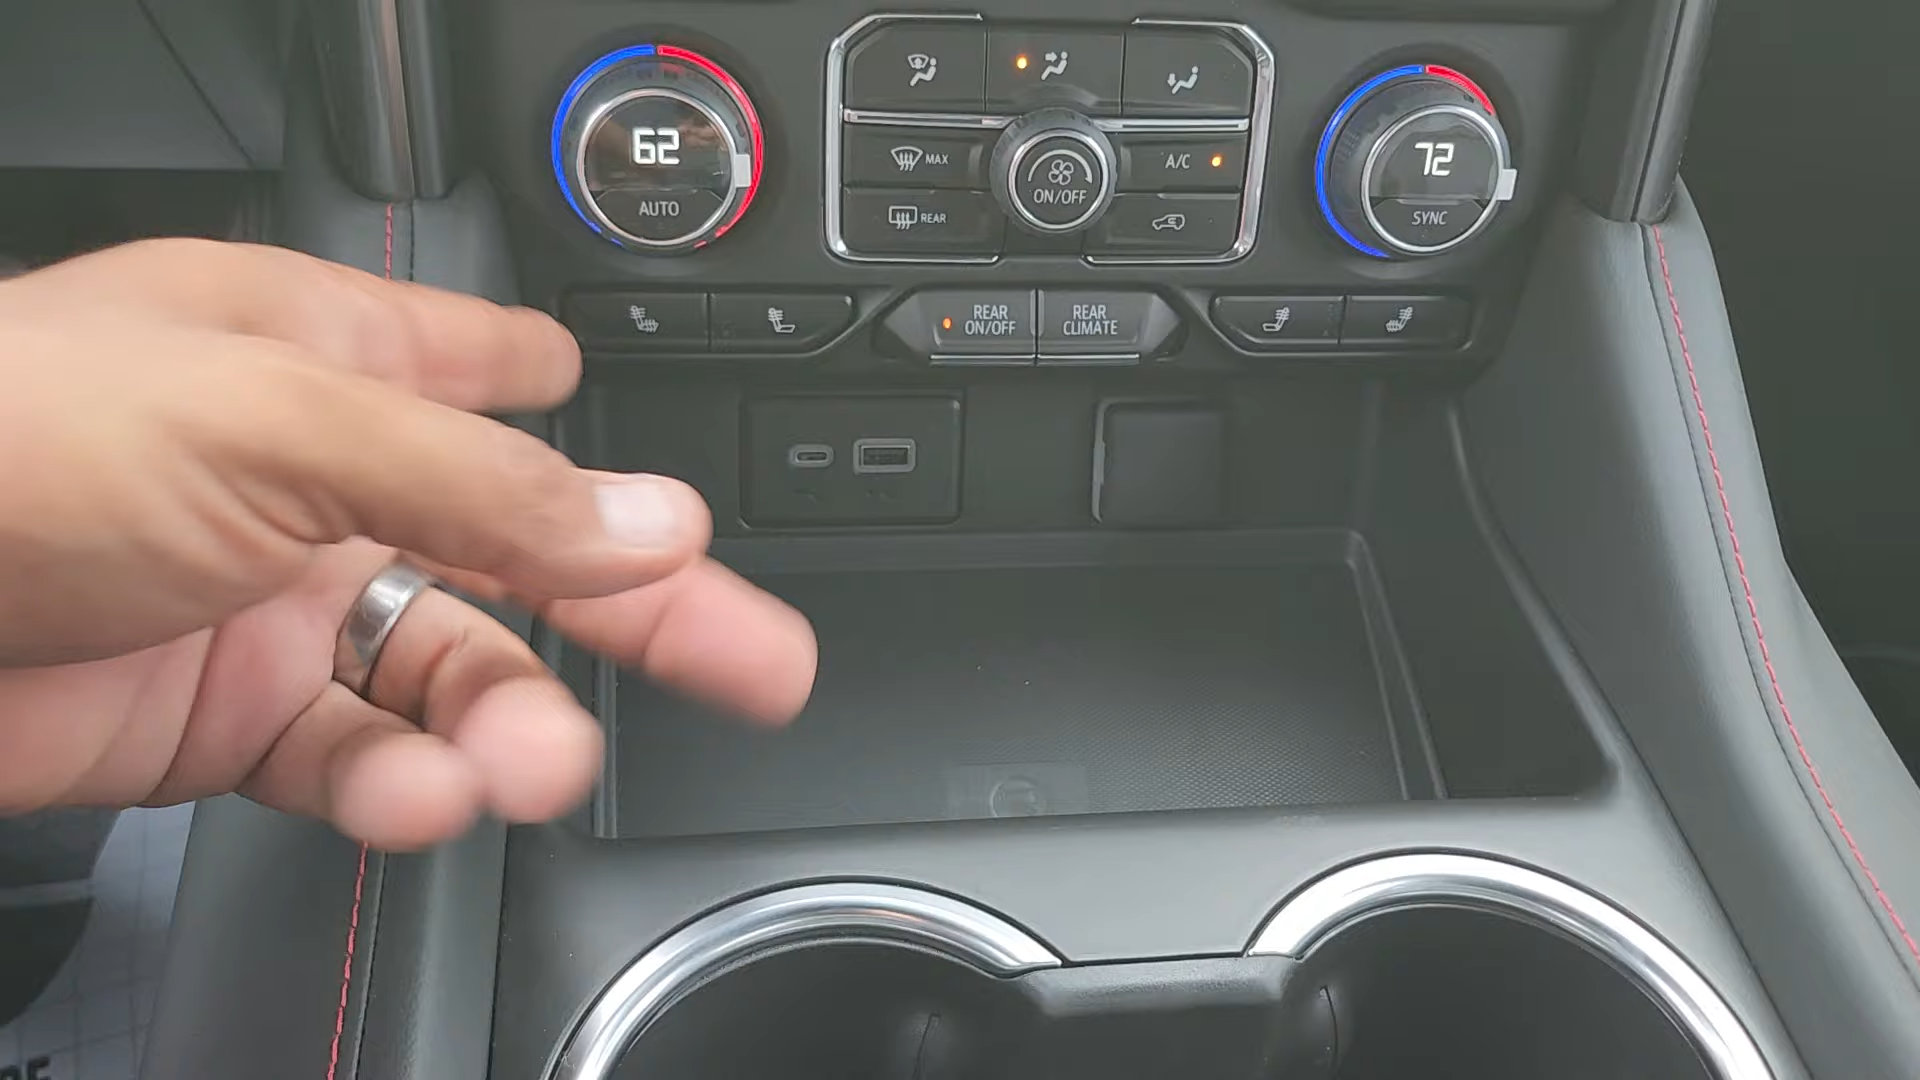 62
AUTO
MAX
REAR
ON/OFF
A/C
72
SYNC
REAR
ON/OFF
REAR
CLIMATE